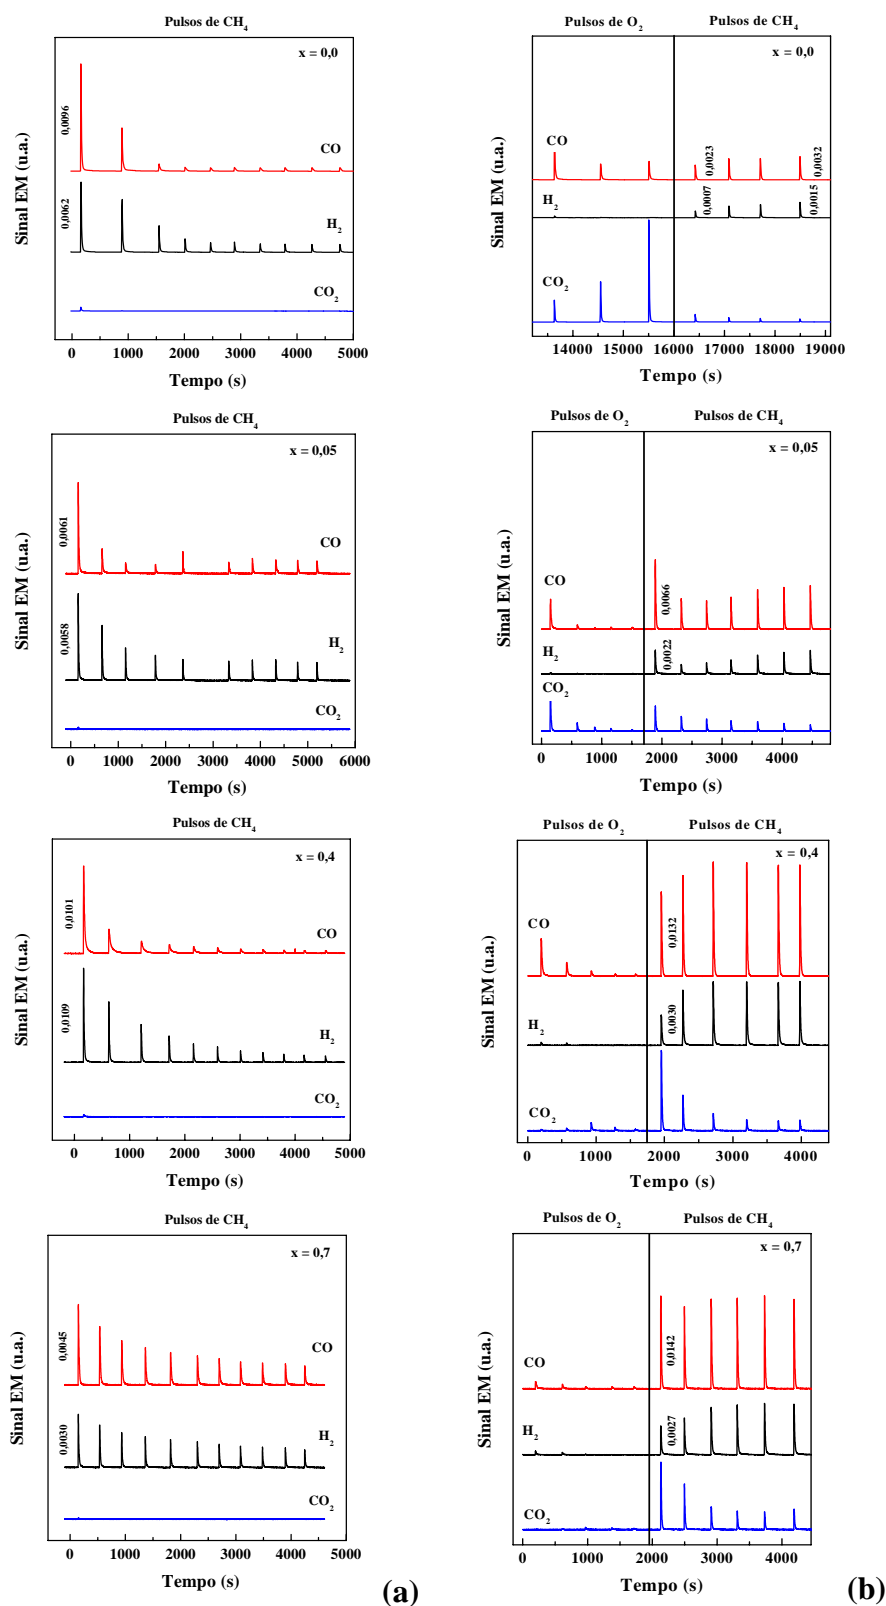 Pulsos de CH4
x = 0,0
0,0096
CO
0,0062
H2
CO2
Sinal EM (u.a.)
0 1000 2000 3000 4000 5000
Tempo (s)
Pulsos de O2 Pulsos de CH4
x = 0,0
CO
0,0023
0,0032
H2
0,0007
0,0015
CO2
Sinal EM (u.a.)
14000 15000 16000 17000 18000 19000
Tempo (s)
Pulsos de CH4
x = 0,05
0,0061
CO
0,0058
H2
CO2
Sinal EM (u.a.)
0 1000 2000 3000 4000 5000 6000
Tempo (s)
Pulsos de O2 Pulsos de CH4
x = 0,05
CO
0,0066
H2
0,0022
CO2
Sinal EM (u.a.)
0 1000 2000 3000 4000
Tempo (s)
Pulsos de CH4
x = 0,4
0,0101
CO
0,0109
H2
CO2
Sinal EM (u.a.)
0 1000 2000 3000 4000 5000
Tempo (s)
Pulsos de O2 Pulsos de CH4
x = 0,4
CO
0,0132
H2
0,0030
CO2
Sinal EM (u.a.)
0 1000 2000 3000 4000
Tempo (s)
Pulsos de CH4
x = 0,7
0,0045
CO
0,0030
H2
CO2
Sinal EM (u.a.)
0 1000 2000 3000 4000 5000
Tempo (s)
(a)
Pulsos de O2 Pulsos de CH4
x = 0,7
CO
0,0142
H2
0,0027
CO2
Sinal EM (u.a.)
0 1000 2000 3000 4000
Tempo (s)
(b)